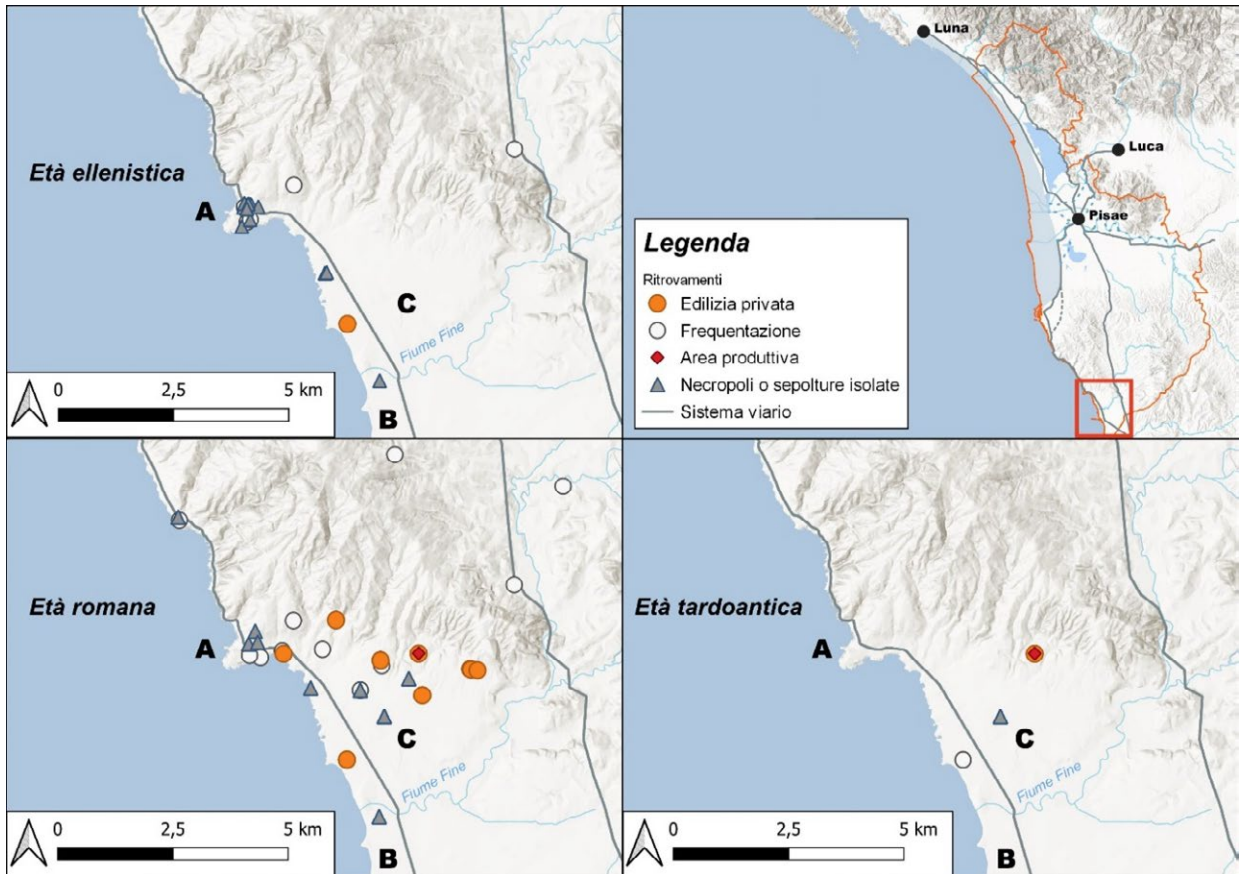 Età ellenistica
A
C
Fiume Fine
B
0 2,5 5 km
Luna
Luca
Pisae
Legenda
Ritrovamenti
Edilizia privata
Frequentazione
Area produttiva
Necropoli o sepolture isolate
Sistema viario
Età romana
A
C
Fiume Fine
B
0 2,5 5 km
Età tardoantica
A
C
Fiume Fine
B
0 2,5 5 km